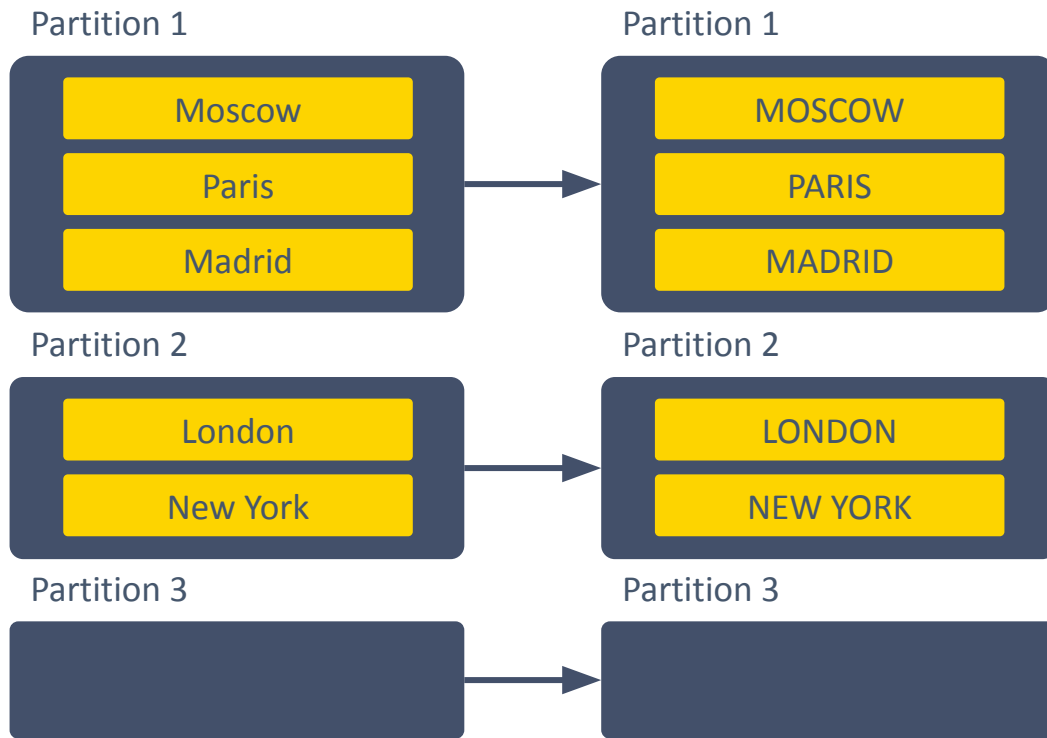 Partition 1
Moscow
Paris
Madrid
Partition 2
London
New York
Partition 3
Partition 1
MOSCOW
PARIS
MADRID
Partition 2
LONDON
NEW YORK
Partition 3